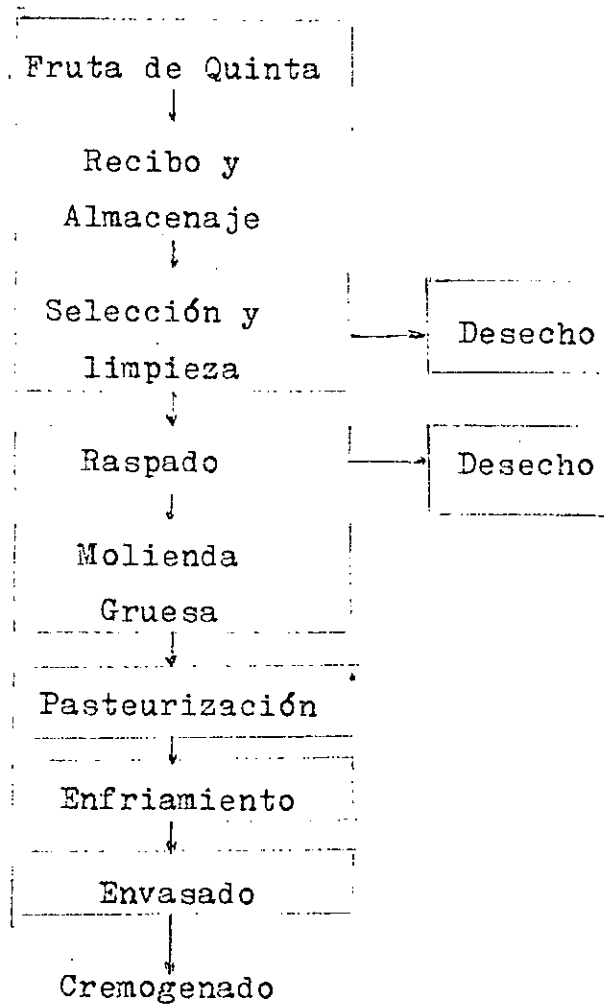 Fruta de Quinta
Recibo y
Almacenaje
Selección y
limpieza
Desecho
Raspado
Desecho
Molienda
Gruesa
Pasteurización
Enfriamiento
Envasado
Cremogenado